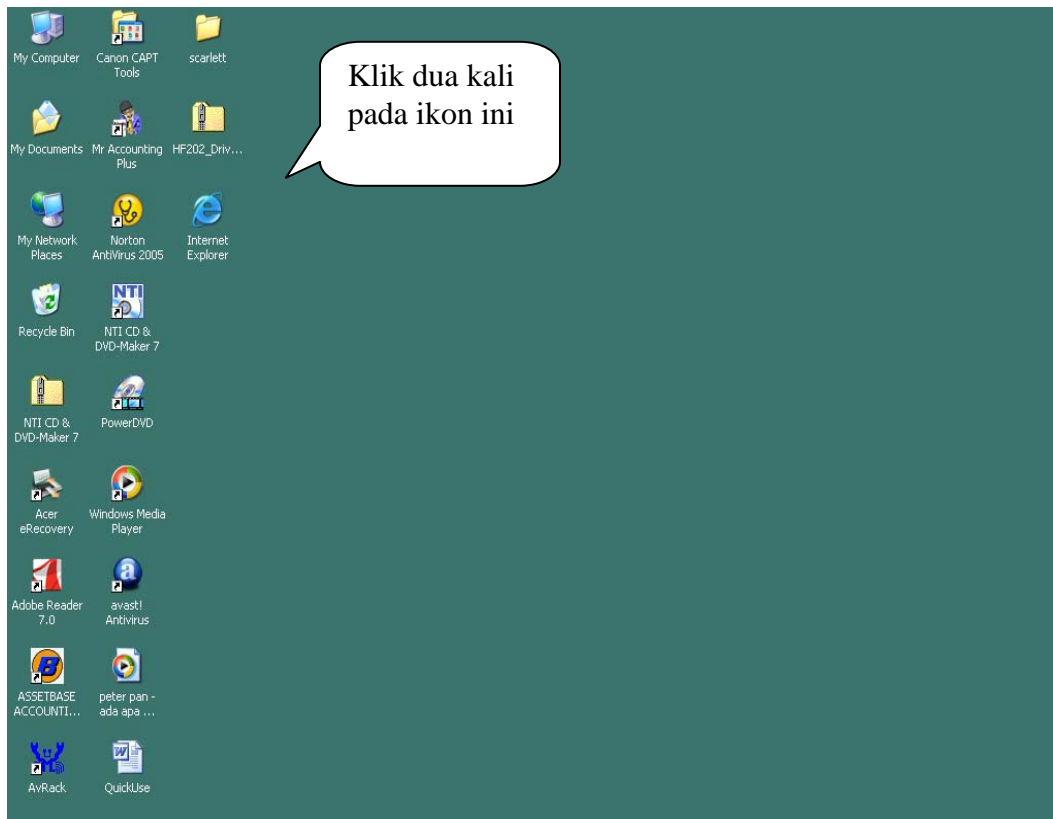 My Computer
Canon CAPT
Tools
scarlett
Klik dua kali
pada ikon ini
My Documents
Mr Accounting
Plus
HF202_Driv...
My Network
Places
Norton
AntiVirus 2005
Internet
Explorer
Recycle Bin
NTI
NTI CD &
DVD-Maker 7
NTI CD &
DVD-Maker 7
PowerDVD
Acer
eRecovery
Windows Media
Player
Adobe Reader
7.0
a
avast!
Antivirus
B
ASSETBASE
ACCOUNTI...
peter pan -
ada apa ...
AvRack
W
QuickUse